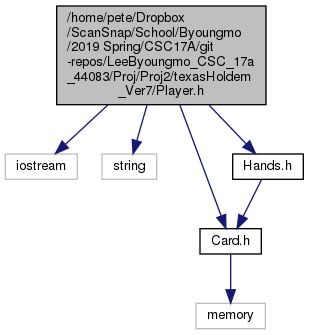 /home/pete/Dropbox
/ScanSnap/School/Byoungmo
/2019 Spring/CSC17A/git
-repos/LeeByoungmo_CSC_17a
_44083/Proj/Proj2/texasHoldem
_Ver7/Player.h
iostream
string
Hands.h
Card.h
memory